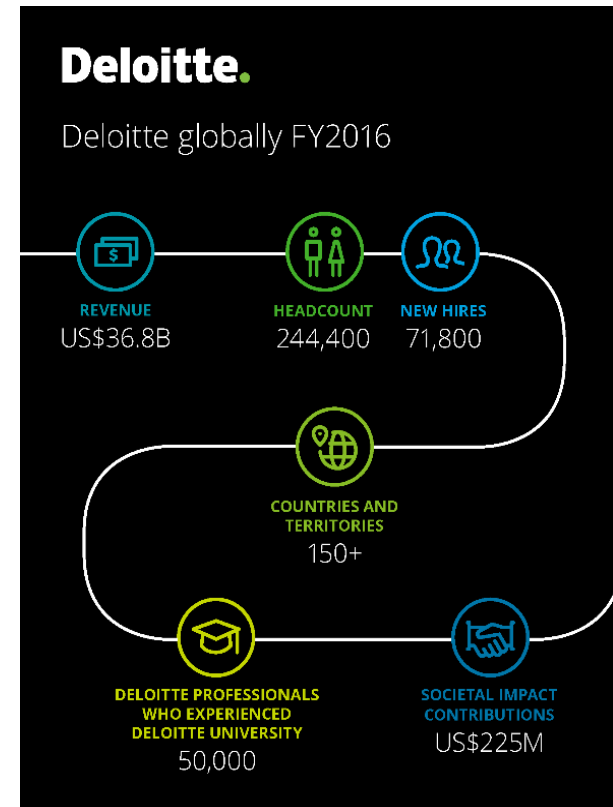 Deloitte.
Deloitte globally FY2016
$
REVENUE
US$36.8B
HEADCOUNT
244,400
NEW HIRES
71,800
COUNTRIES AND
TERRITORIES
150+
DELOITTE PROFESSIONALS
WHO EXPERIENCED
DELOITTE UNIVERSITY
50,000
SOCIETAL IMPACT
CONTRIBUTIONS
US$225M